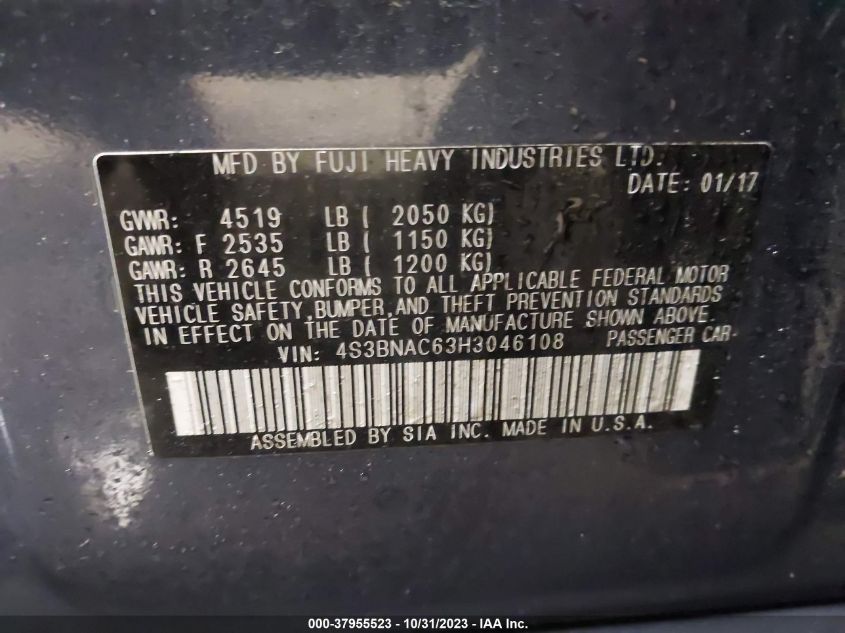 MFD BY FUJI HEAVY INDUSTRIES LTD.
DATE: 01/17
GVWR: 4519 LB ( 2050 KG)
GAWR: F 2535 LB ( 1150 KG)
GAWR: R 2645 LB ( 1200 KG)
THIS VEHICLE CONFORMS TO ALL APPLICABLE FEDERAL MOTOR
VEHICLE SAFETY, BUMPER, AND THEFT PREVENTION STANDARDS
IN EFFECT ON THE DATE OF MANUFACTURE SHOWN ABOVE.
VIN: 4S3BNAC63H3046108 PASSENGER CAR
ASSEMBLED BY SIA INC. MADE IN U.S.A.
000-37955523 - 10/31/2023 - IAA Inc.